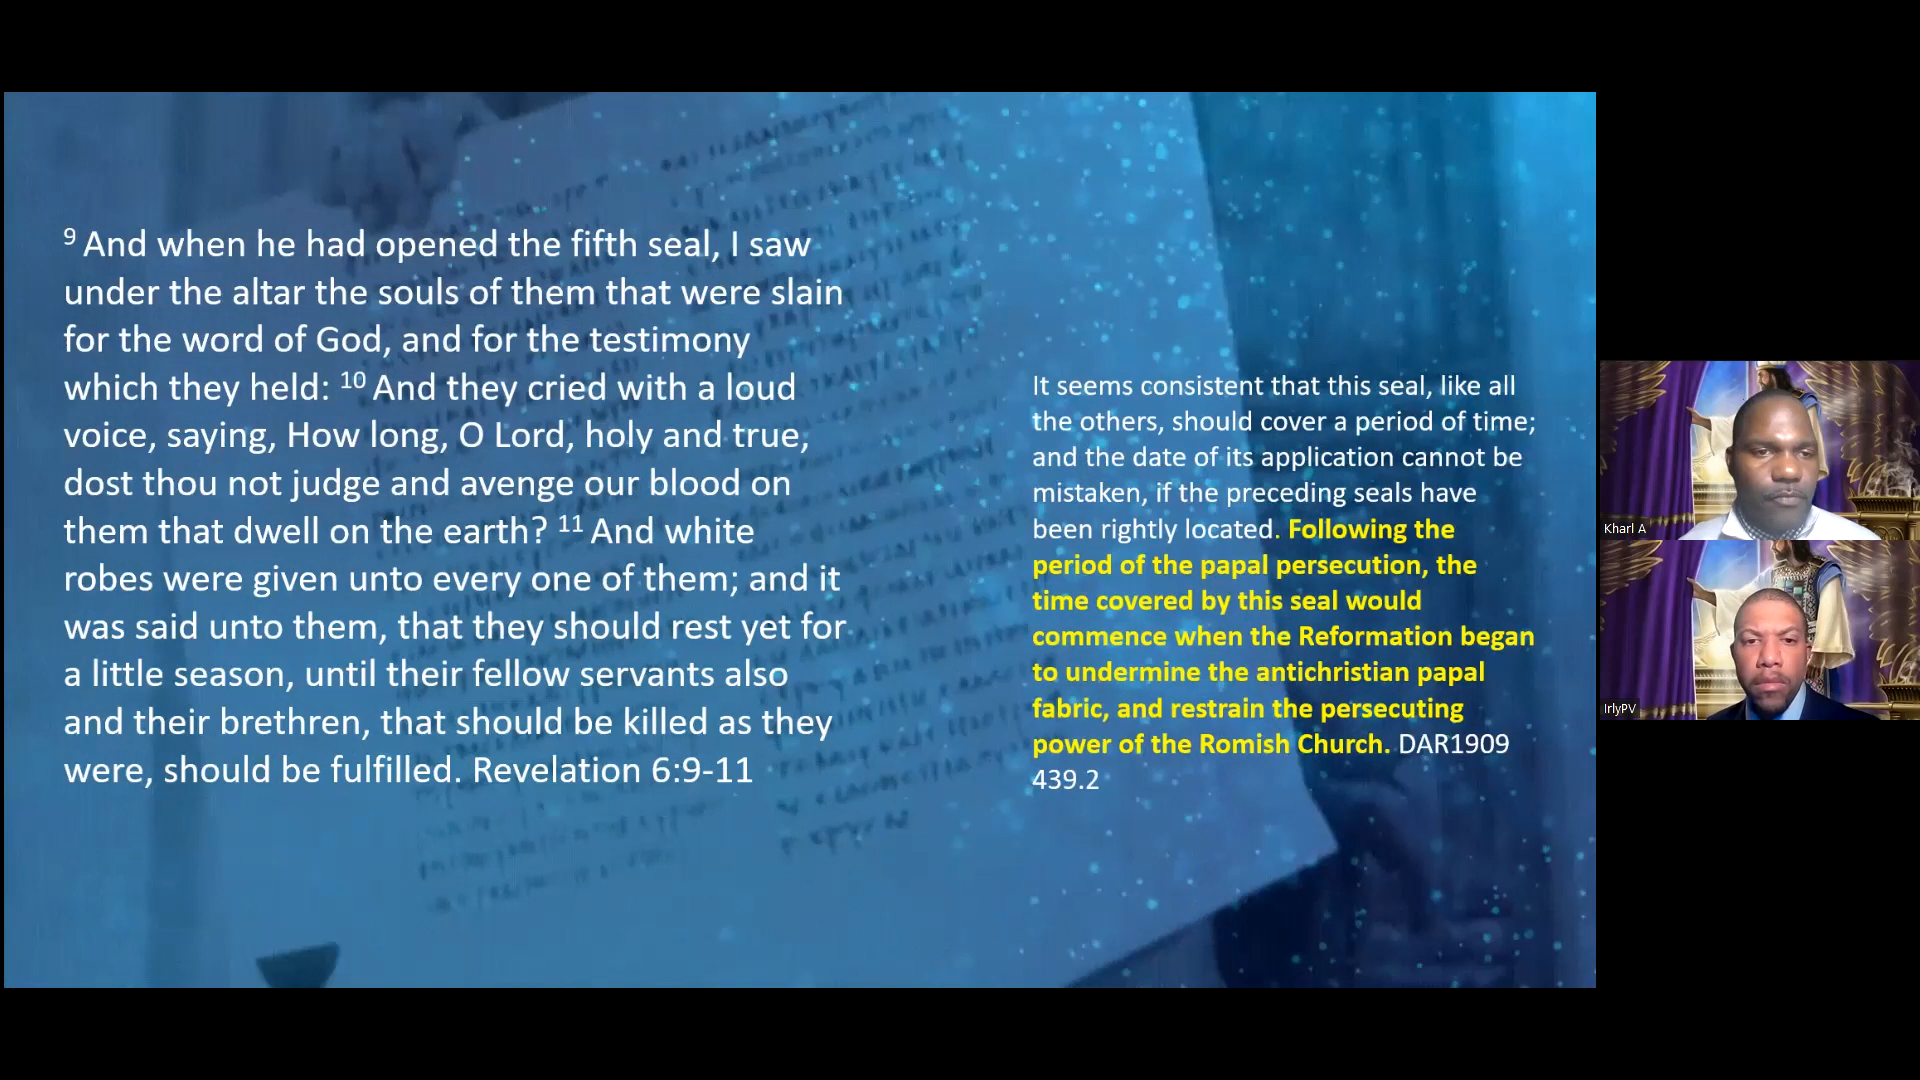 9 And when he had opened the fifth seal, I saw
under the altar the souls of them that were slain
for the word of God, and for the testimony
which they held: 10 And they cried with a loud
voice, saying, How long, O Lord, holy and true,
dost thou not judge and avenge our blood on
them that dwell on the earth? 11 And white
robes were given unto every one of them; and it
was said unto them, that they should rest yet for
a little season, until their fellow servants also
and their brethren, that should be killed as they
were, should be fulfilled. Revelation 6:9-11
It seems consistent that this seal, like all
the others, should cover a period of time;
and the date of its application cannot be
mistaken, if the preceding seals have
been rightly located. Following the
period of the papal persecution, the
time covered by this seal would
commence when the Reformation began
to undermine the antichristian papal
fabric, and restrain the persecuting
power of the Romish Church. DAR1909
439.2
Kharl A
IrlyPV